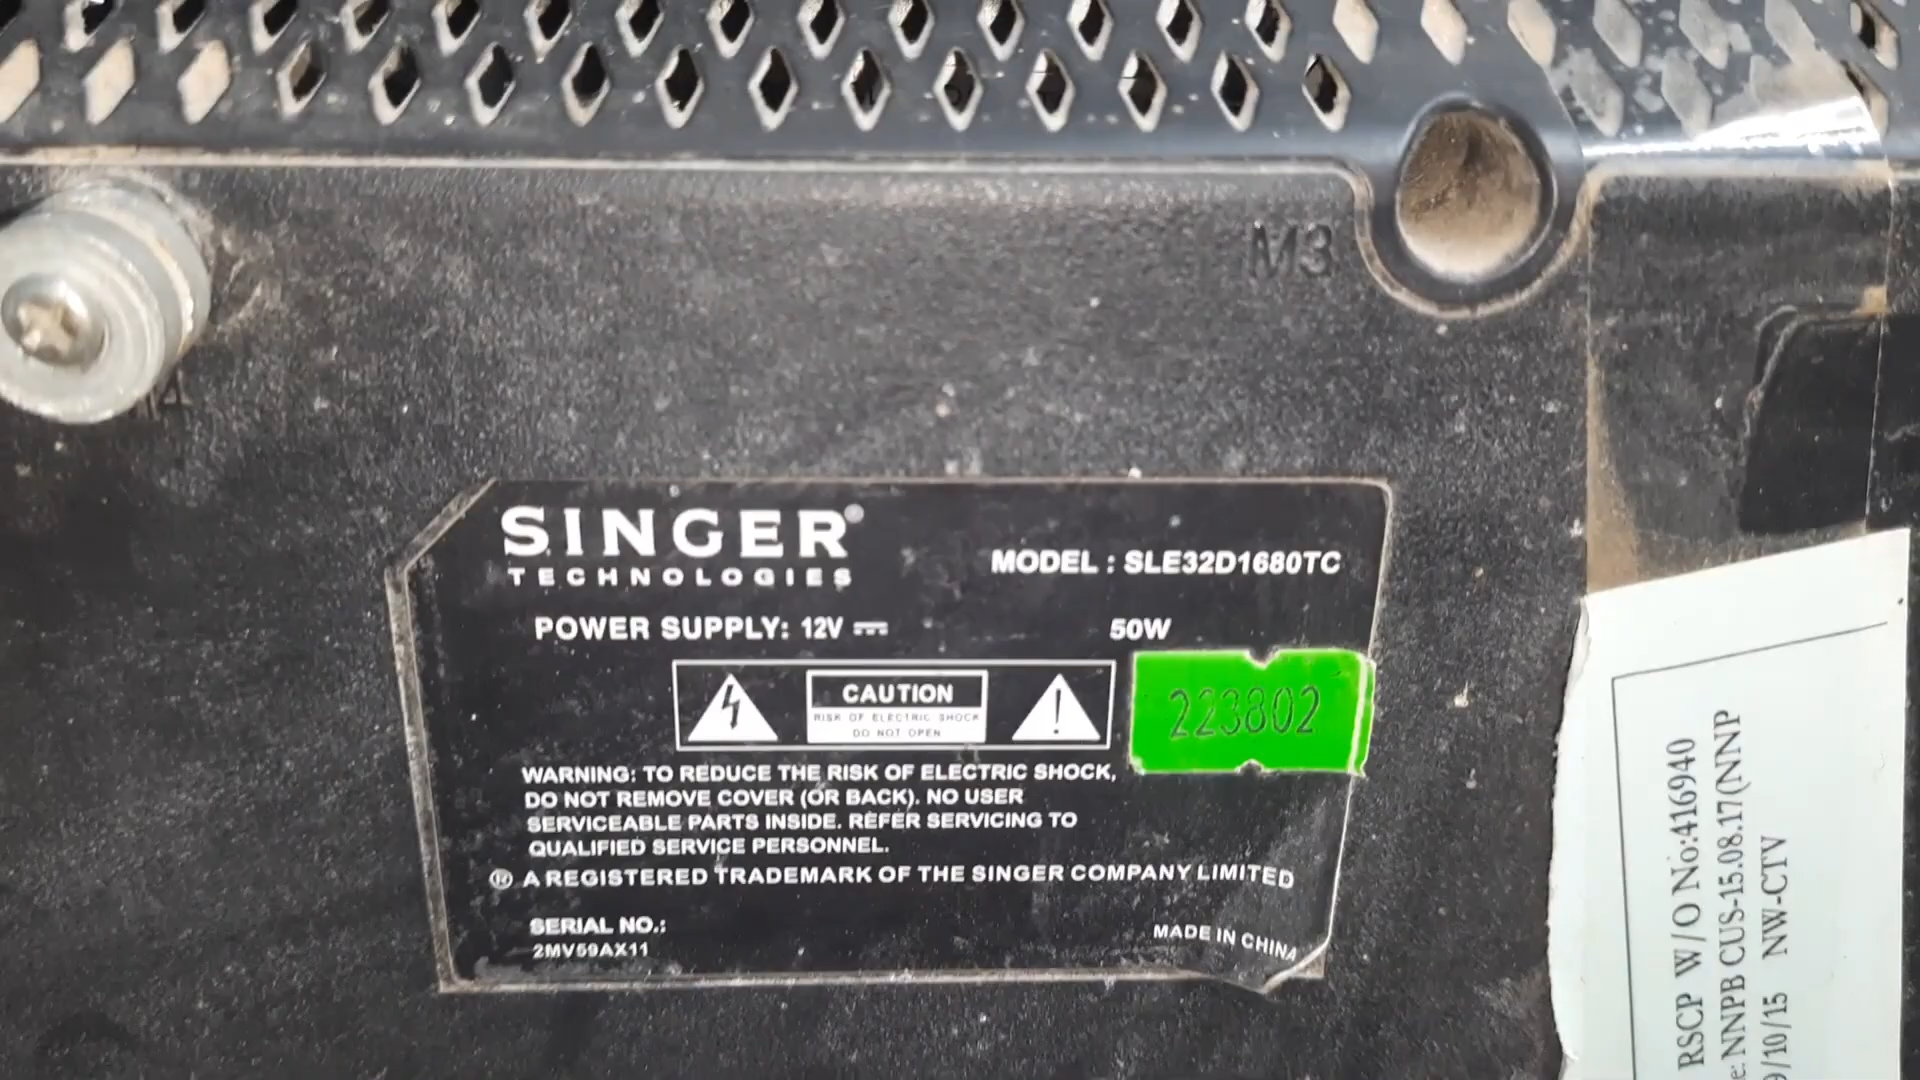 M3
SINGER®
TECHNOLOGIES
MODEL : SLE32D1680TC
POWER SUPPLY: 12V
50W
CAUTION
RISK OF ELECTRIC SHOCK
DO NOT OPEN
223802
WARNING: TO REDUCE THE RISK OF ELECTRIC SHOCK,
DO NOT REMOVE COVER (OR BACK). NO USER
SERVICEABLE PARTS INSIDE. REFER SERVICING TO
QUALIFIED SERVICE PERSONNEL.
® A REGISTERED TRADEMARK OF THE SINGER COMPANY LIMITED
SERIAL NO.:
2MV59AX11
MADE IN CHINA
RSCP W/O No:416940
NNPB CUS-15.08.17(NNP
/10/15 NW-CTV